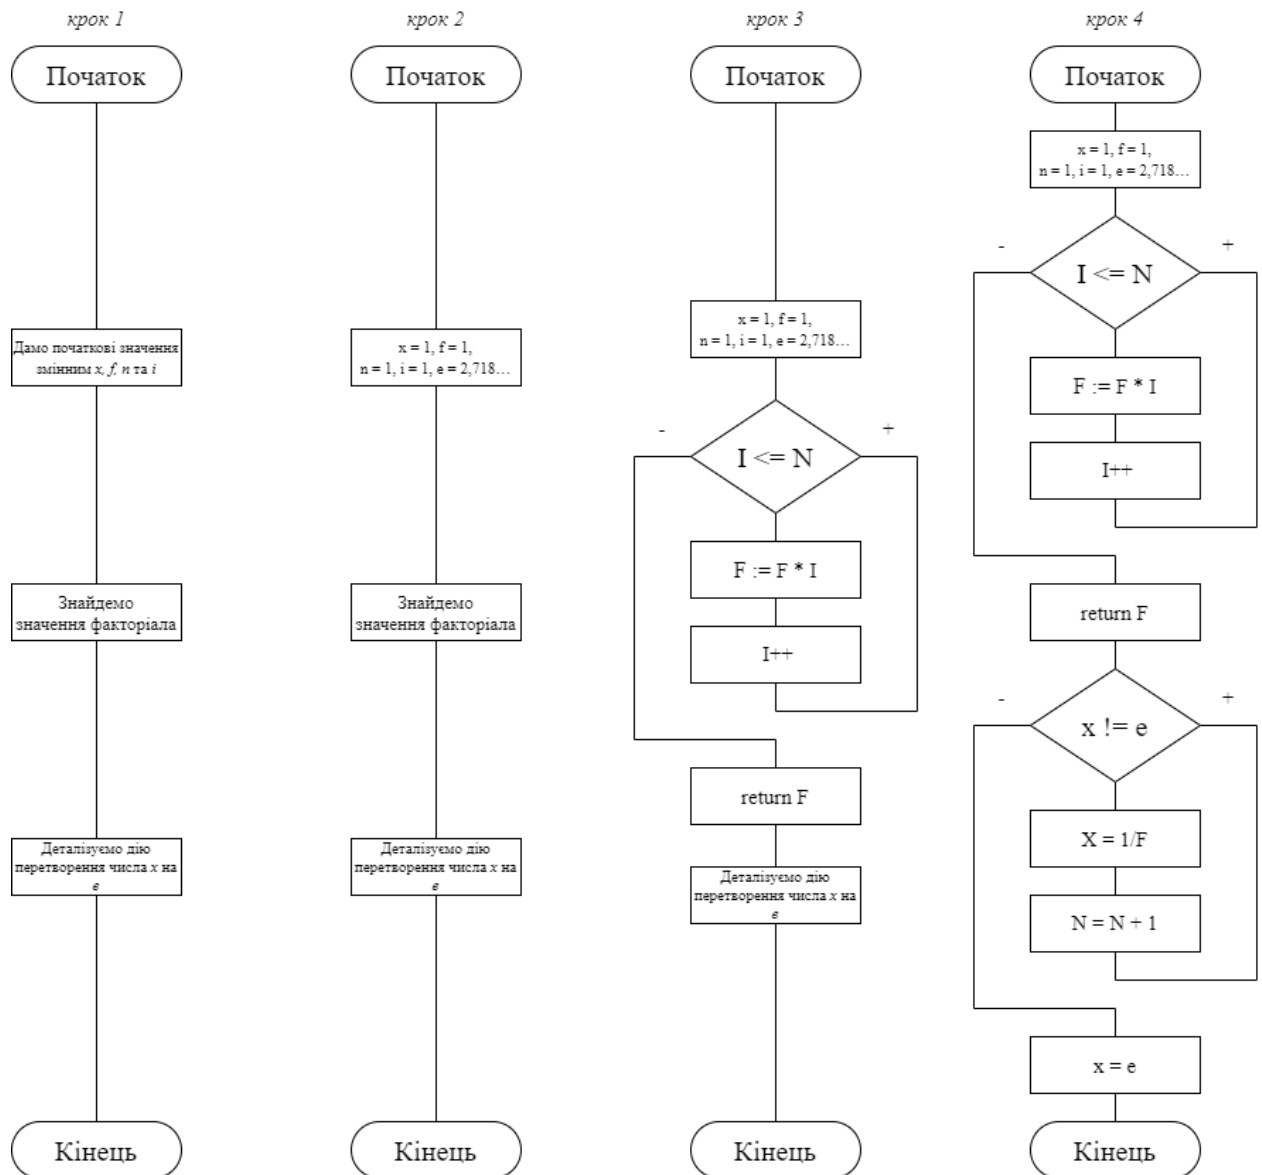 крок 1
Початок
Дамо початкові значення
змінним x, f, n та i
Знайдемо
значення факторіала
Деталізуємо дію
перетворення числа x на
e
Кінець
крок 2
Початок
x = 1, f = 1,
n = 1, i = 1, e = 2,718…
Знайдемо
значення факторіала
Деталізуємо дію
перетворення числа x на
e
Кінець
крок 3
Початок
x = 1, f = 1,
n = 1, i = 1, e = 2,718…
I <= N
-
+
F := F * I
I++
return F
Деталізуємо дію
перетворення числа x на
e
Кінець
крок 4
Початок
x = 1, f = 1,
n = 1, i = 1, e = 2,718…
-
+
I <= N
F := F * I
I++
return F
-
+
x != e
X = 1/F
N = N + 1
x = e
Кінець